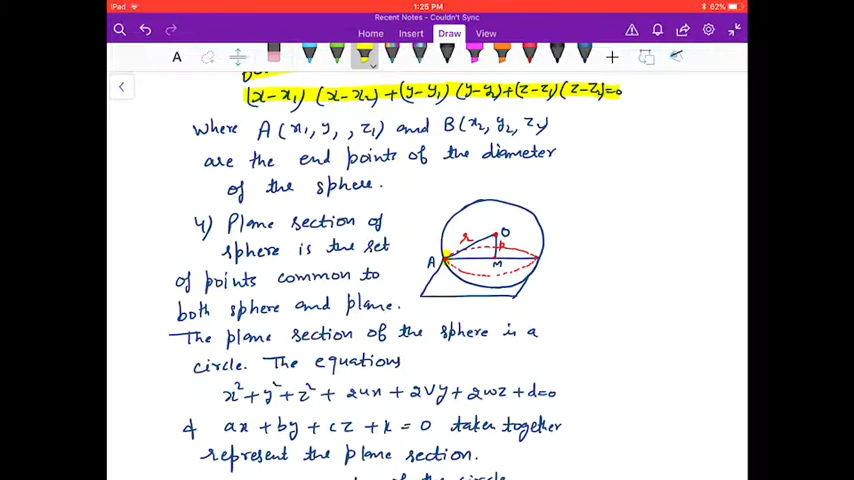 iPad
1:25 PM
62%
Recent Notes - Couldn't Sync
Home Insert Draw View
A
(x-x₁) (x-x₂) + (y-y₁) (y-y₂) + (z-z₁) (z-z₂) = 0
where A (x₁, y₁, , z₁) and B (x₂, y₂, z₂)
are the end points of the diameter
of the sphere.
4) Plane section of
sphere is the set
of points common to
both sphere and plane.
r O
A M
The plane section of the sphere is a
circle. The equations
x² + y² + z² + 2ux + 2vy + 2wz + d = 0
& ax + by + cz + k = 0 taken together
represent the plane section.
of the circle